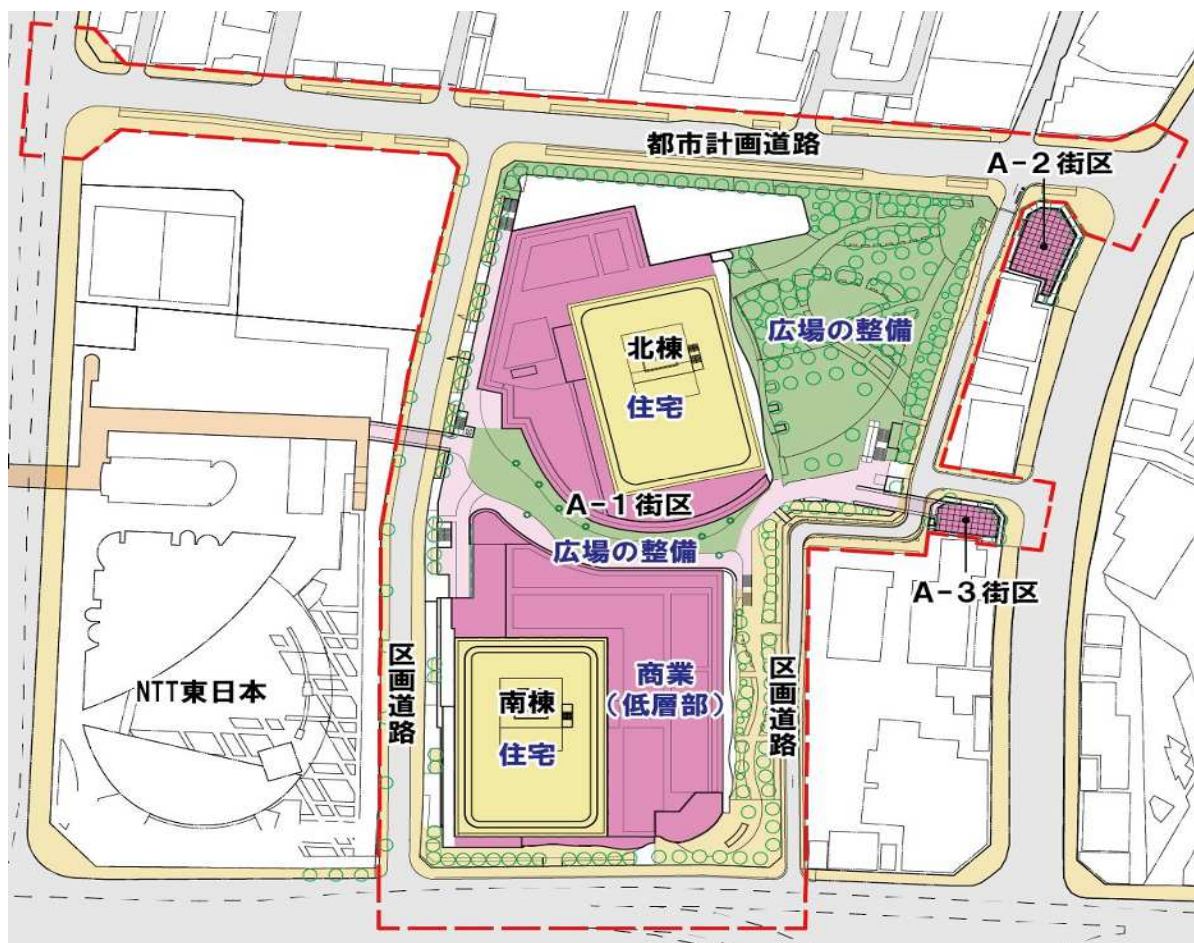 都市計画道路
A-2街区
北棟
住宅
広場の整備
A-1街区
広場の整備
A-3街区
区画道路
NTT東日本
南棟
住宅
商業
(低層部)
区画道路